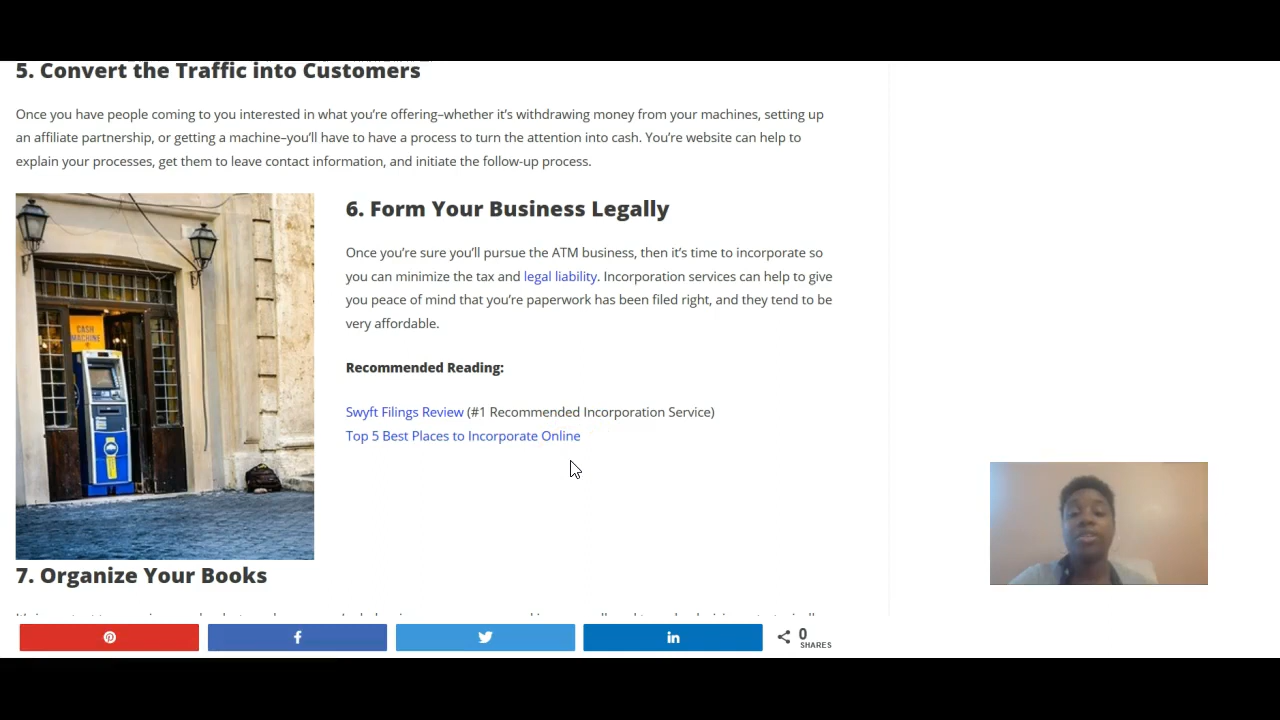 5. Convert the Traffic into Customers
Once you have people coming to you interested in what you're offering–whether it's withdrawing money from your machines, setting up
an affiliate partnership, or getting a machine–you'll have to have a process to turn the attention into cash. You're website can help to
explain your processes, get them to leave contact information, and initiate the follow-up process.
CASH
MACHINE
6. Form Your Business Legally
Once you're sure you'll pursue the ATM business, then it's time to incorporate so
you can minimize the tax and legal liability. Incorporation services can help to give
you peace of mind that you're paperwork has been filed right, and they tend to be
very affordable.
Recommended Reading:
Swyft Filings Review (#1 Recommended Incorporation Service)
Top 5 Best Places to Incorporate Online
7. Organize Your Books
0
SHARES